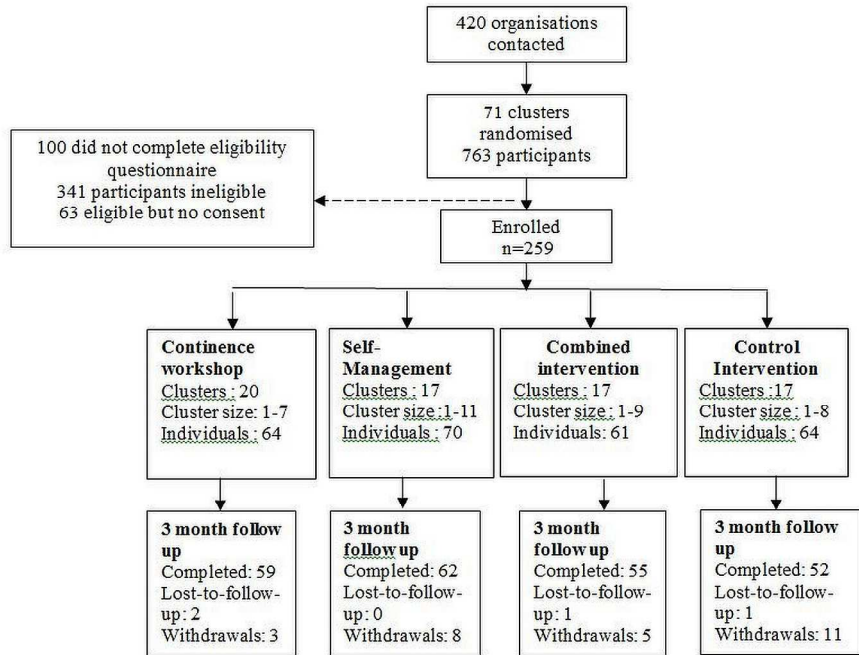 420 organisations
contacted
71 clusters
randomised
763 participants
100 did not complete eligibility
questionnaire
341 participants ineligible
63 eligible but no consent
Enrolled
n=259
Continence
workshop
Clusters : 20
Cluster size: 1-7
Individuals : 64
Self-
Management
Clusters : 17
Cluster size :1-11
Individuals : 70
Combined
intervention
Clusters : 17
Cluster size : 1-9
Individuals: 61
Control
Intervention
Clusters :17
Cluster size : 1-8
Individuals : 64
3 month follow
up
Completed: 59
Lost-to-follow-
up: 2
Withdrawals: 3
3 month
follow up
Completed: 62
Lost-to-follow-
up: 0
Withdrawals: 8
3 month
follow up
Completed: 55
Lost-to-follow-
up: 1
Withdrawals: 5
3 month follow
up
Completed: 52
Lost-to-follow-
up: 1
Withdrawals: 11